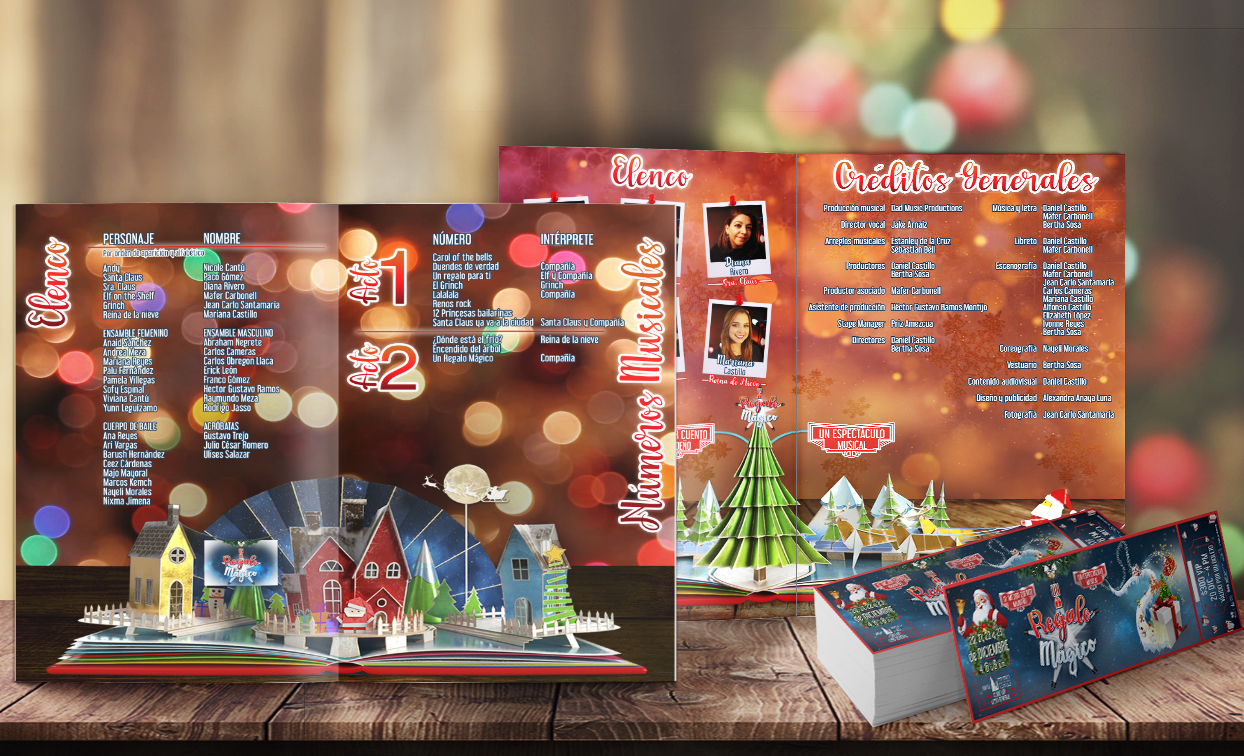 Elenco
PERSONAJE NOMBRE
Por orden de aparición y alfabético
Andy Nicole Cantú
Santa Claus Paco Gómez
Sra. Claus Diana Rivero
Elf on the Shelf Mafer Carbonell
Grinch Jean Carlo Santamaria
Reina de la nieve Mariana Castillo
ENSAMBLE FEMENINO ENSAMBLE MASCULINO
Anaid Sánchez Abraham Negrete
Andrea Meza Carlos Cameras
Mariana Reyes Carlos Obregon Llaca
Palu Fernández Erick León
Pamela Villegas Franco Gómez
Sofy Espinal Hector Gustavo Ramos
Viviana Cantú Raymundo Meza
Yunn Leguízamo Rodrigo Jasso
CUERPO DE BAILE ACROBATAS
Ana Reyes Gustavo Trejo
Ari Vargas Julio César Romero
Barush Hernández Ulises Salazar
Ceez Cárdenas
Majo Mayoral
Marcos Kemch
Nayeli Morales
Nixma Jimena
Regalo
Mágico
Números Musicales
NÚMERO INTÉRPRETE
Acto 1
Carol of the bells
Duendes de verdad Compañía
Un regalo para ti Elf y Compañía
El Grinch Grinch
Lalalala Compañía
Renos rock
12 Princesas bailarinas
Santa Claus ya va a la ciudad Santa Claus y Compañía
Acto 2
¿Dónde está el frío? Reina de la nieve
Encendido del árbol
Un Regalo Mágico Compañía
Elenco
Diana
Rivero
Sra. Claus
Mariana
Castillo
Reina de Nieve
Regalo
Mágico
CUENTO
UN ESPECTÁCULO
MUSICAL
Créditos Generales
Producción musical Dad Music Productions
Director vocal Jake Arnaiz
Arreglos musicales Estanley de la Cruz
Sebastian Bell
Productores Daniel Castillo
Bertha Sosa
Productor asociado Mafer Carbonell
Asistente de producción Héctor Gustavo Ramos Montijo
Stage Manager Priz Amezcua
Directores Daniel Castillo
Bertha Sosa
Música y letra Daniel Castillo
Mafer Carbonell
Bertha Sosa
Libreto Daniel Castillo
Mafer Carbonell
Escenografía Daniel Castillo
Mafer Carbonell
Jean Carlo Santamaria
Carlos Cameras
Mariana Castillo
Alfonso Castillo
Elizabeth López
Ivonne Reyes
Bertha Sosa
Coreografía Nayeli Morales
Vestuario Bertha Sosa
Contenido audiovisual Daniel Castillo
Diseño y publicidad Alexandra Anaya Luna
Fotografía Jean Carlo Santamaria
Regalo
Mágico
de DICIEMBRE